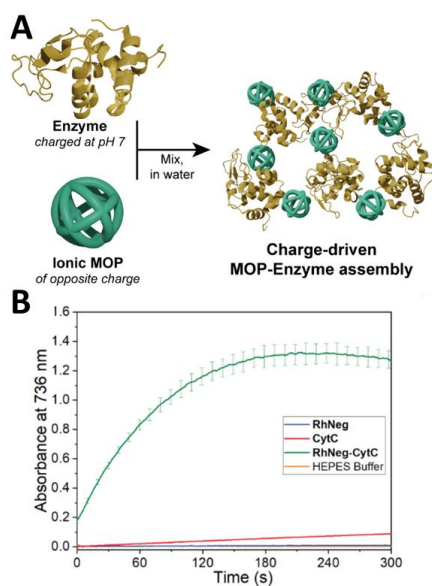 A
Enzyme
charged at pH 7
Mix,
in water
Ionic MOP
of opposite charge
Charge-driven
MOP-Enzyme assembly
B
Absorbance at 736 nm
1.6
1.4
1.2
1.0
0.8
0.6
0.4
0.2
0.0
RhNeg
CytC
RhNeg-CytC
HEPES Buffer
0
60
120
180
240
300
Time (s)